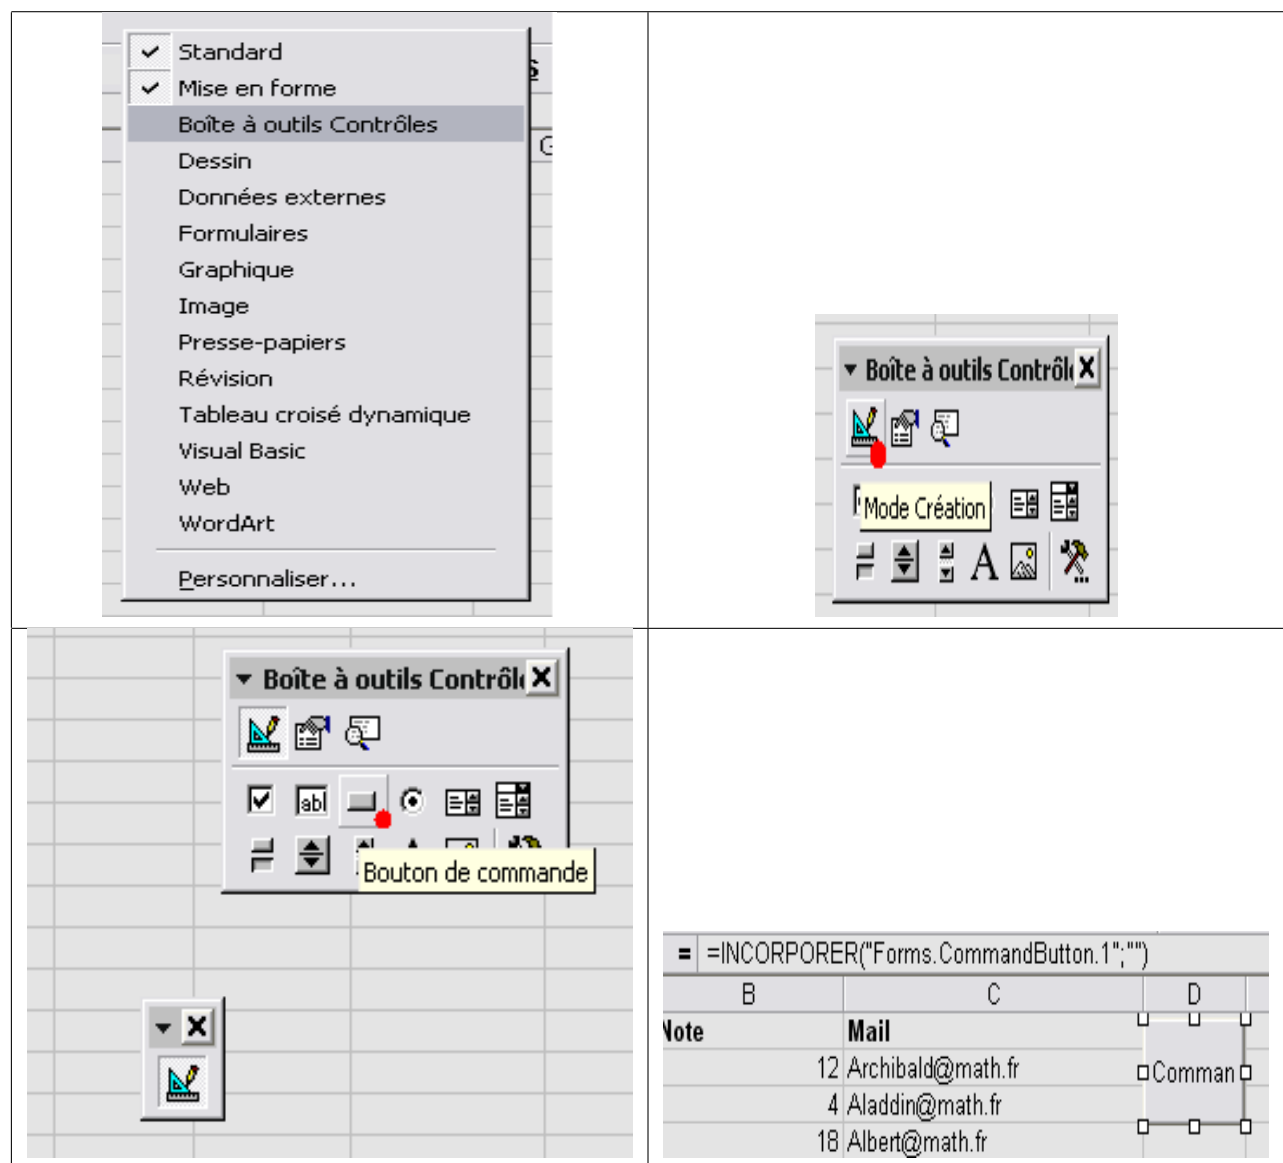 Standard
Mise en forme
Boîte à outils Contrôles
Dessin
Données externes
Formulaires
Graphique
Image
Presse-papiers
Révision
Tableau croisé dynamique
Visual Basic
Web
WordArt
Personnaliser...
Boîte à outils Contrôl
Mode Création
A
Boîte à outils Contrôl
abl
Bouton de commande
= =INCORPORER("Forms.CommandButton.1";"")
B C D
Note Mail
12 Archibald@math.fr Comman
4 Aladdin@math.fr
18 Albert@math.fr